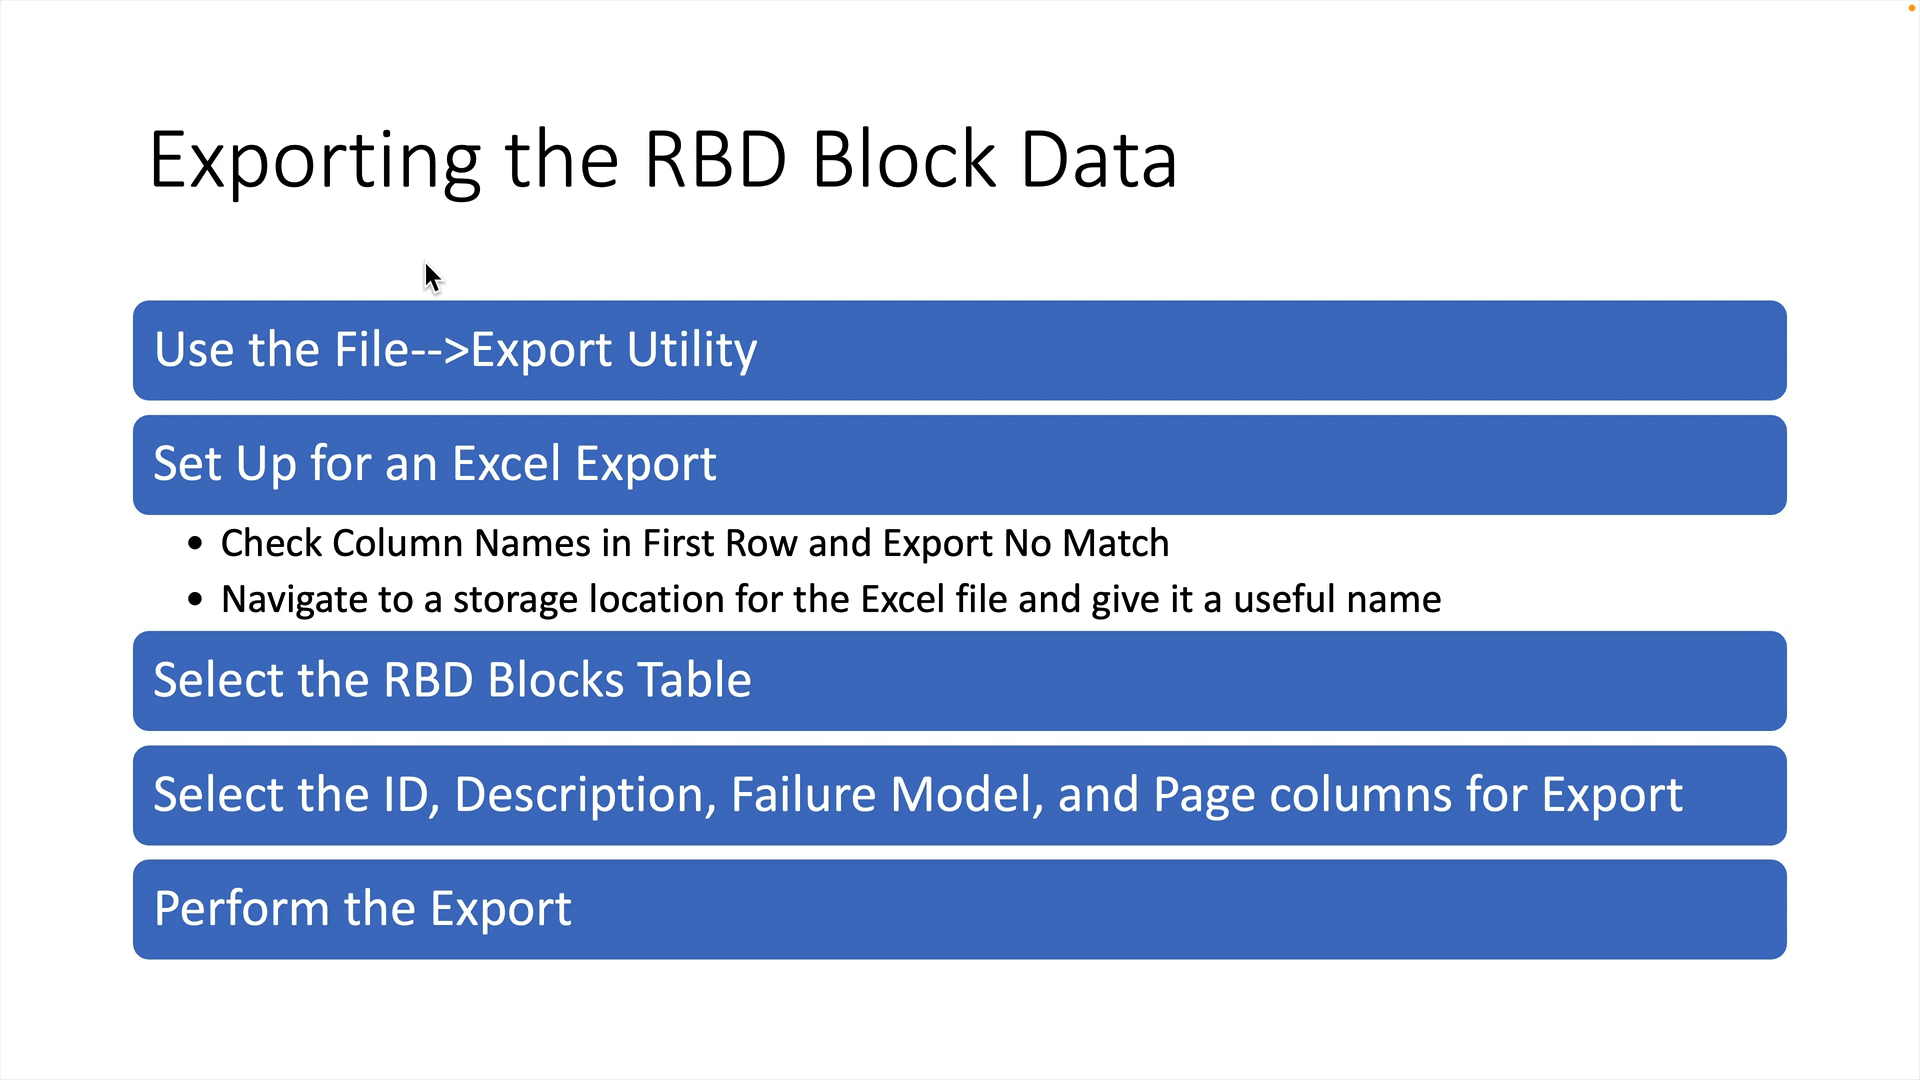 Exporting the RBD Block Data
Use the File-->Export Utility
Set Up for an Excel Export
• Check Column Names in First Row and Export No Match
• Navigate to a storage location for the Excel file and give it a useful name
Select the RBD Blocks Table
Select the ID, Description, Failure Model, and Page columns for Export
Perform the Export